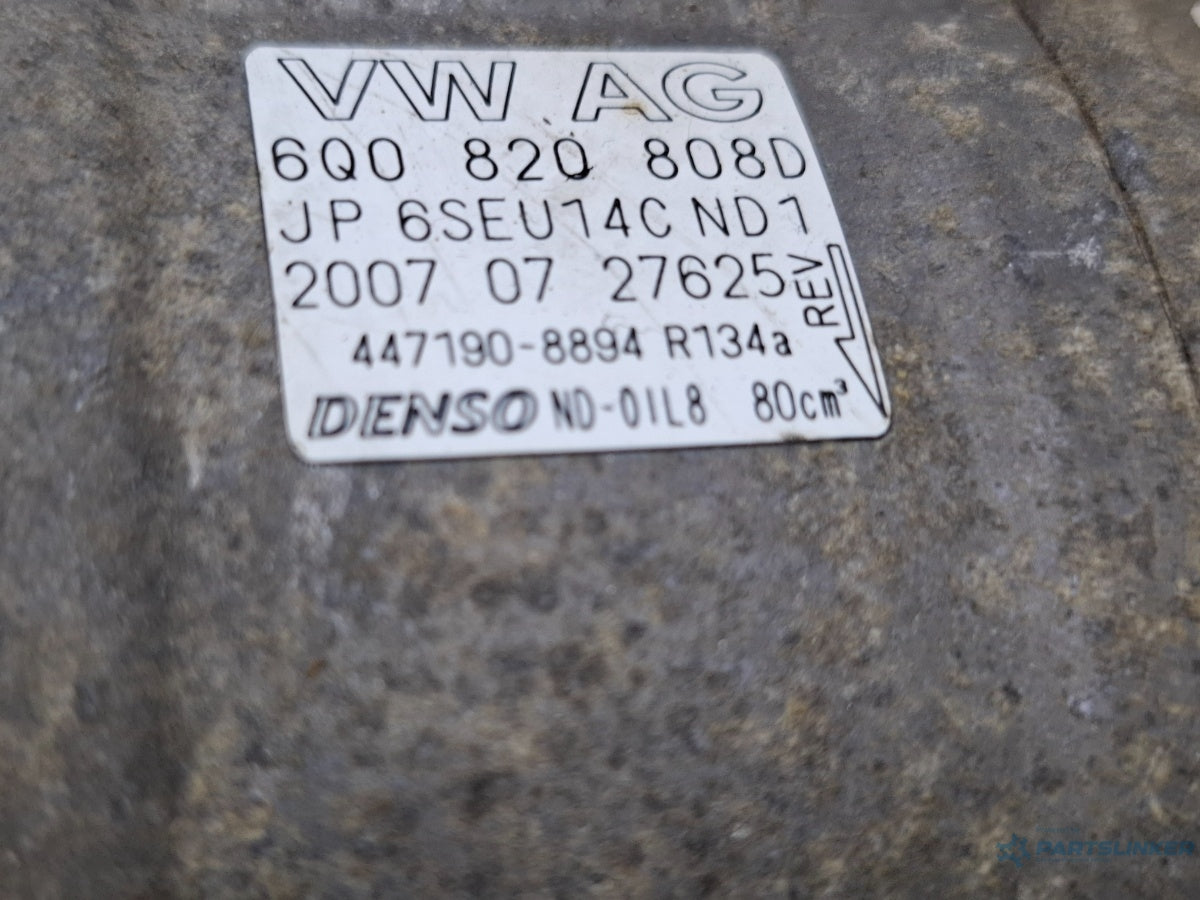 VW AG
6Q0 820 808D
JP 6SEU14C ND1
2007 07 27625
REV
447190-8894 R134a
DENSO ND-OIL8 80cm³
PARTSLINKER